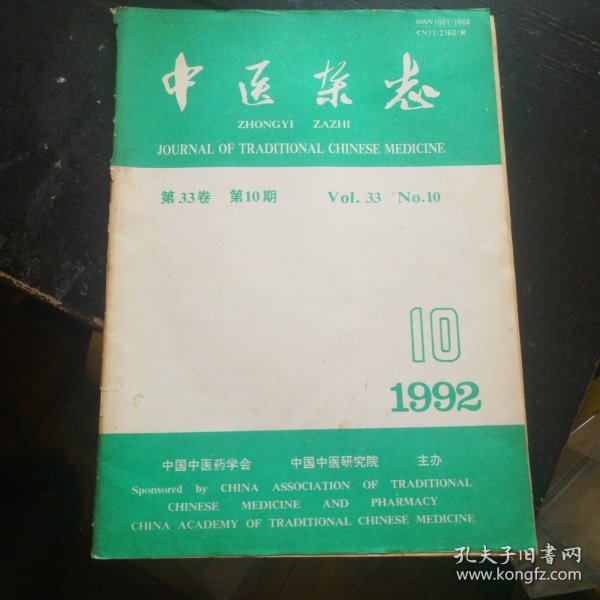 ISSN1001-1668
CN11-2166/R
中医杂志
ZHONGYI ZAZHI
JOURNAL OF TRADITIONAL CHINESE MEDICINE
第33卷 第10期 Vol. 33 No.10
10
1992
中国中医药学会 中国中医研究院 主办
Sponsored by CHINA ASSOCIATION OF TRADITIONAL
CHINESE MEDICINE AND PHARMACY
CHINA ACADEMY OF TRADITIONAL CHINESE MEDICINE
孔夫子旧书网
www.kongfz.com